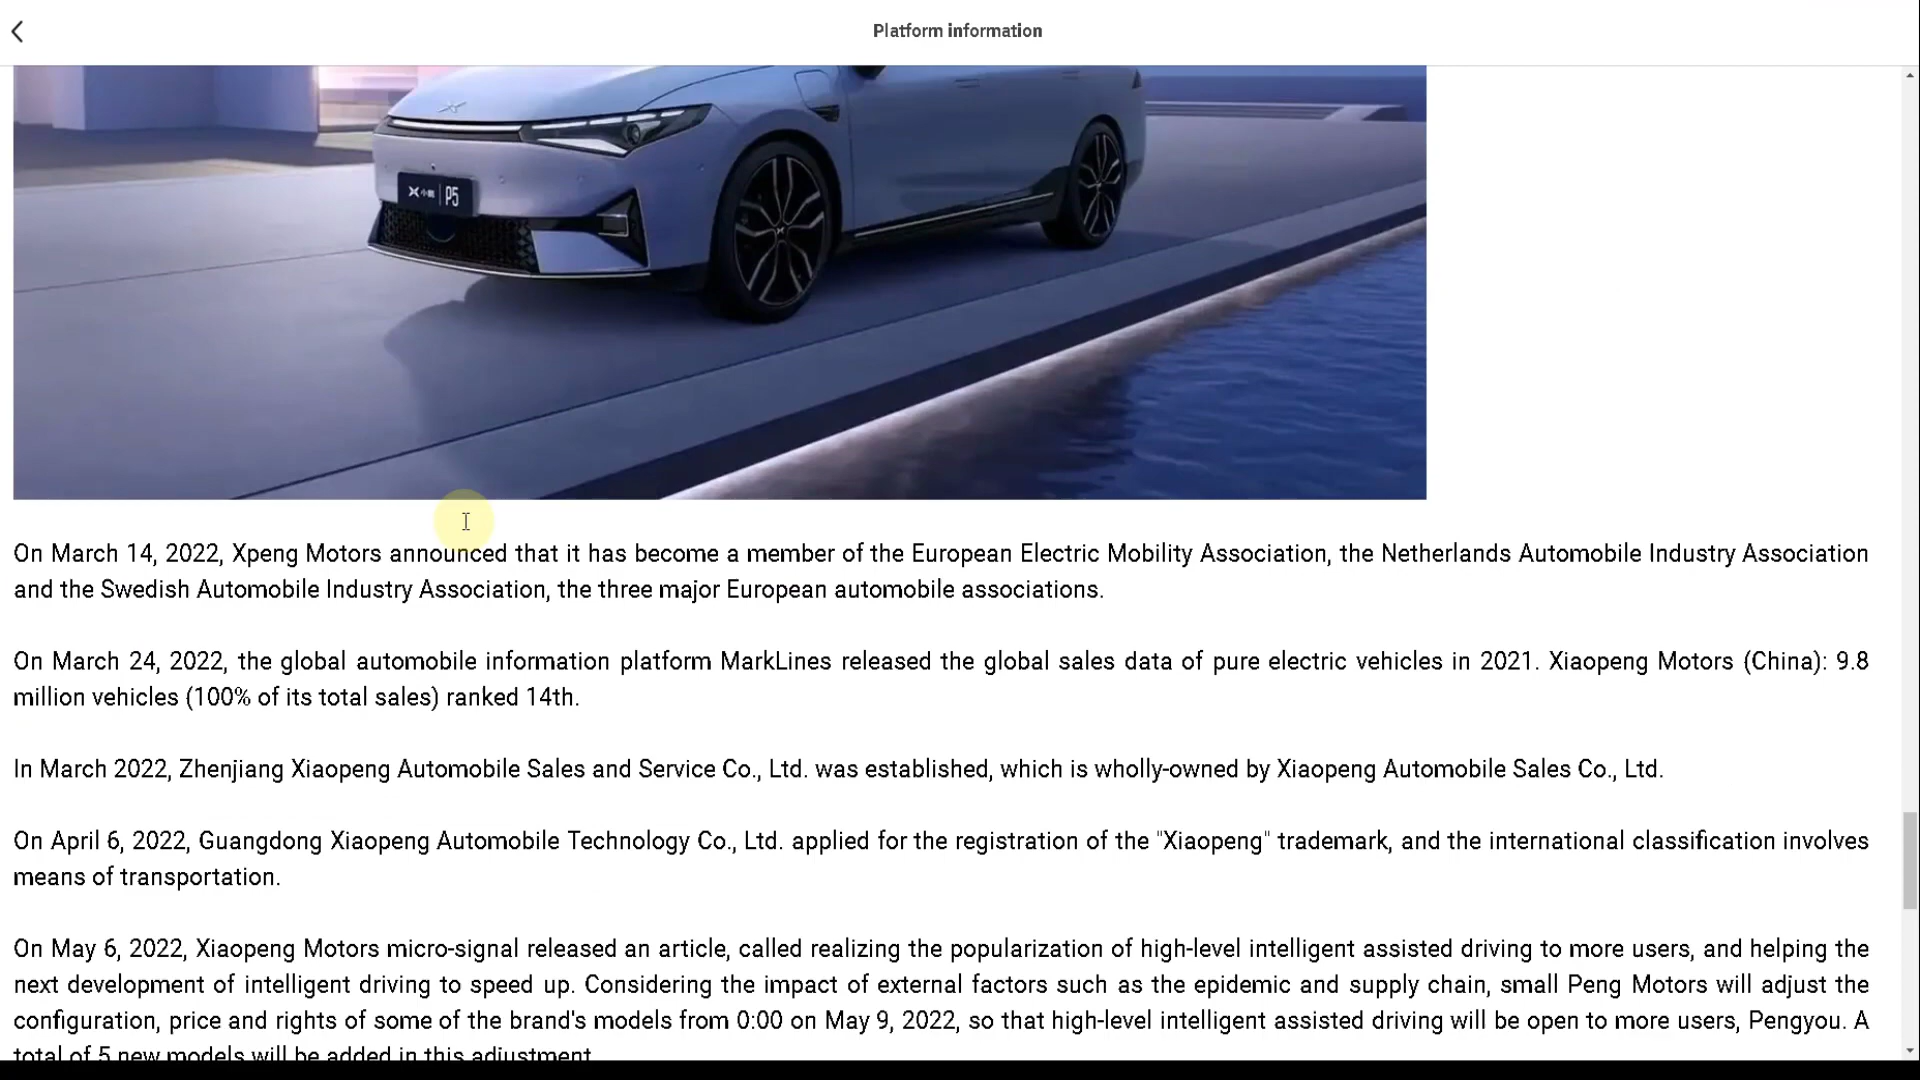 Platform information
小鹏 P5
On March 14, 2022, Xpeng Motors announced that it has become a member of the European Electric Mobility Association, the Netherlands Automobile Industry Association
and the Swedish Automobile Industry Association, the three major European automobile associations.
On March 24, 2022, the global automobile information platform MarkLines released the global sales data of pure electric vehicles in 2021. Xiaopeng Motors (China): 9.8
million vehicles (100% of its total sales) ranked 14th.
In March 2022, Zhenjiang Xiaopeng Automobile Sales and Service Co., Ltd. was established, which is wholly-owned by Xiaopeng Automobile Sales Co., Ltd.
On April 6, 2022, Guangdong Xiaopeng Automobile Technology Co., Ltd. applied for the registration of the "Xiaopeng" trademark, and the international classification involves
means of transportation.
On May 6, 2022, Xiaopeng Motors micro-signal released an article, called realizing the popularization of high-level intelligent assisted driving to more users, and helping the
next development of intelligent driving to speed up. Considering the impact of external factors such as the epidemic and supply chain, small Peng Motors will adjust the
configuration, price and rights of some of the brand's models from 0:00 on May 9, 2022, so that high-level intelligent assisted driving will be open to more users, Pengyou. A
total of 5 new models will be added in this adjustment